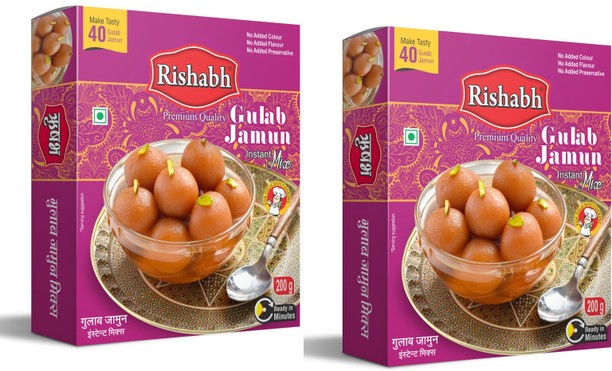 Make Tasty
40 Gulab
Jamun
No Added Colour
No Added Flavour
No Added Preservative
Rishabh
Premium Quality
Gulab
Jamun
Instant Mix
गुलाब जामुन मिक्स
200 g
Ready in
Minutes
गुलाब जामुन
इंस्टेन्ट मिक्स
Make Tasty
40 Gulab
Jamun
No Added Colour
No Added Flavour
No Added Preservative
Rishabh
Premium Quality
Gulab
Jamun
Instant Mix
गुलाब जामुन मिक्स
200 g
Ready in
Minutes
गुलाब जामुन
इंस्टेन्ट मिक्स